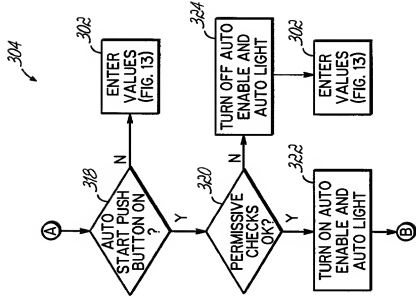 304
A
318
AUTO
START PUSH
BUTTON ON
?
N
302
ENTER
VALUES
(FIG. 13)
Y
320
PERMISSIVE
CHECKS
OK?
N
324
TURN OFF AUTO
ENABLE AND
AUTO LIGHT
302
ENTER
VALUES
(FIG. 13)
Y
322
TURN ON AUTO
ENABLE AND
AUTO LIGHT
B